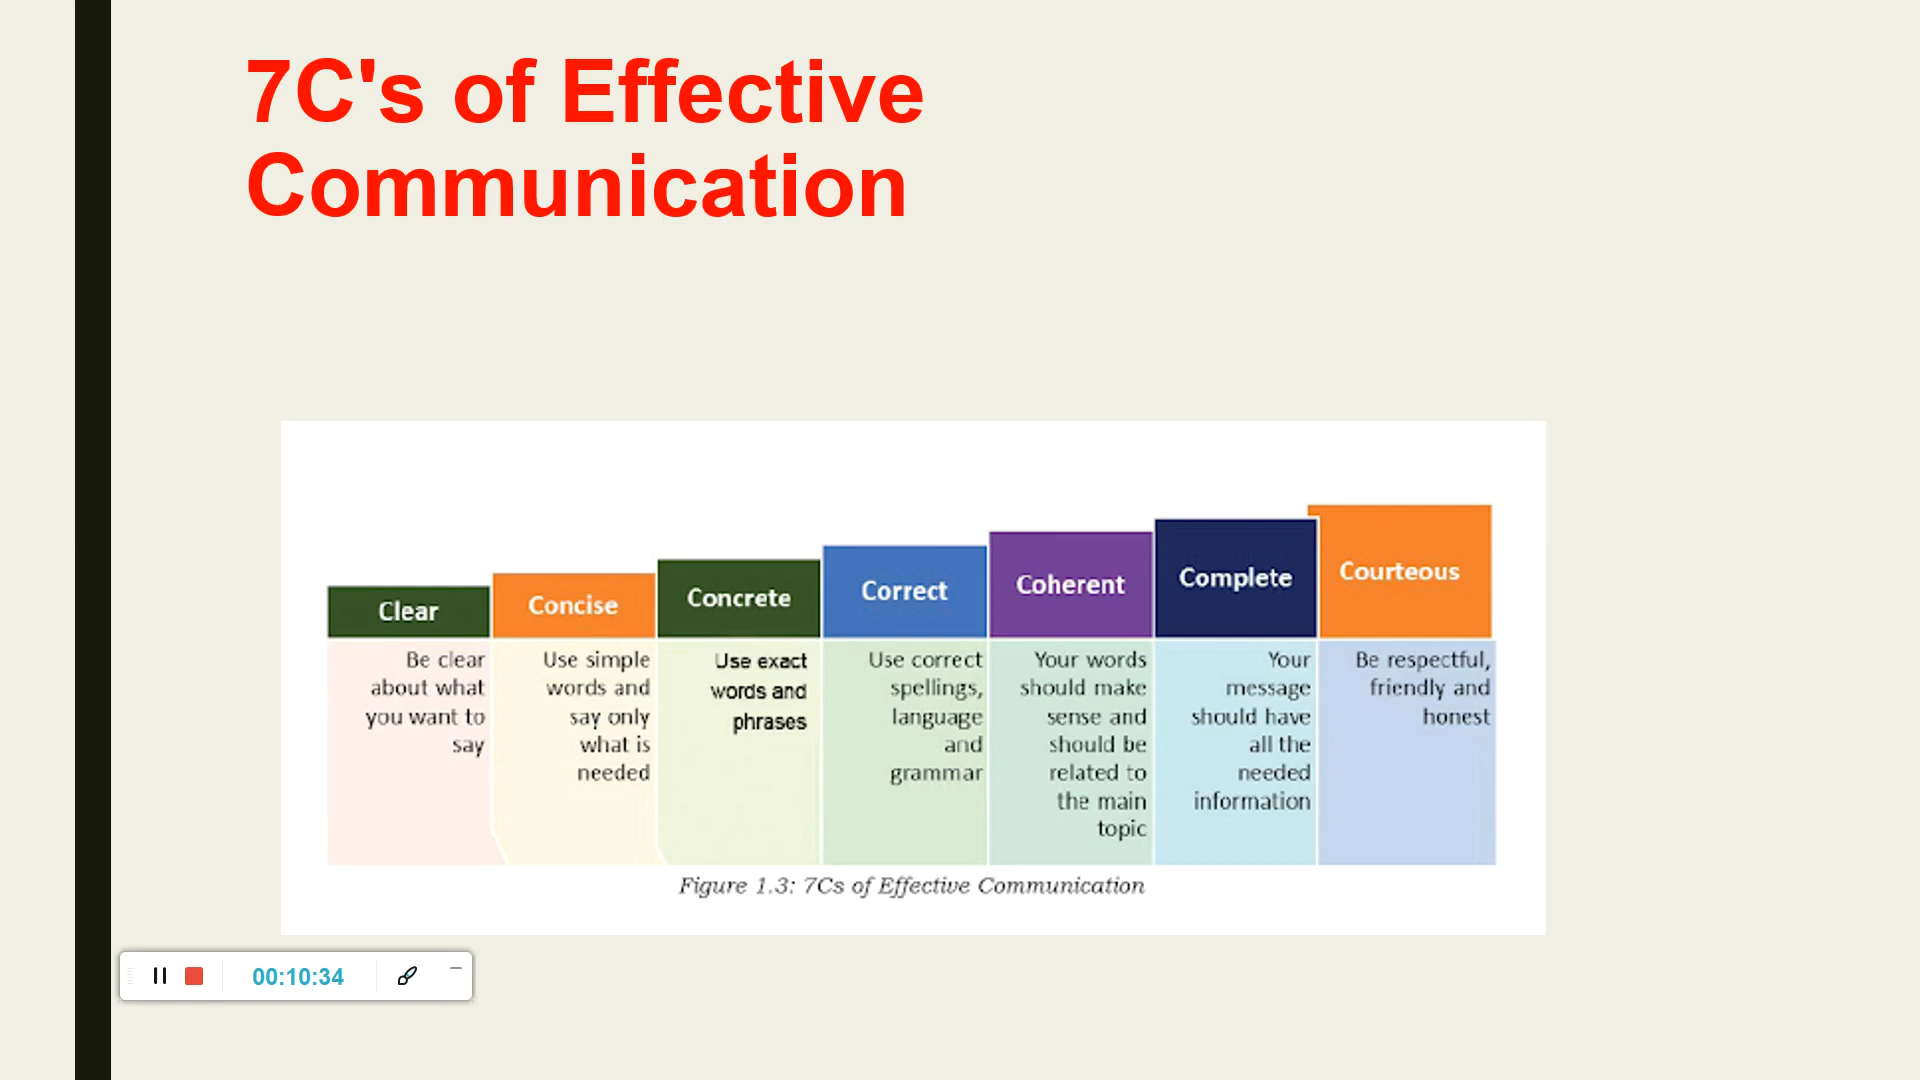 7C's of Effective
Communication
Clear
Concise
Concrete
Correct
Coherent
Complete
Courteous
Be clear
about what
you want to
say
Use simple
words and
say only
what is
needed
Use exact
words and
phrases
Use correct
spellings,
language
and
grammar
Your words
should make
sense and
should be
related to
the main
topic
Your
message
should have
all the
needed
information
Be respectful,
friendly and
honest
Figure 1.3: 7Cs of Effective Communication
00:10:34